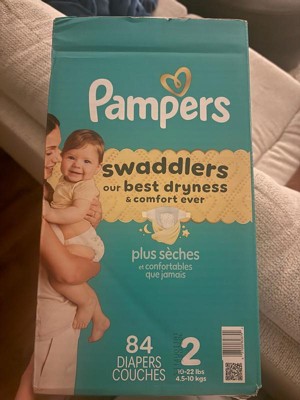 Pampers
swaddlers
our best dryness
& comfort ever
plus sèches
et confortables
que jamais
84
DIAPERS
COUCHES
2
10-22 lbs
4.5-10 kgs